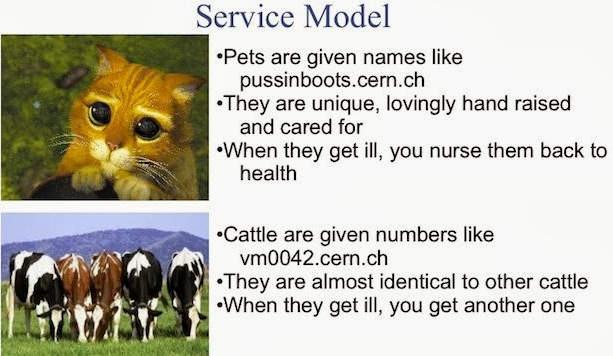 Service Model
•Pets are given names like
pussinboots.cern.ch
•They are unique, lovingly hand raised
and cared for
•When they get ill, you nurse them back to
health
•Cattle are given numbers like
vm0042.cern.ch
•They are almost identical to other cattle
•When they get ill, you get another one